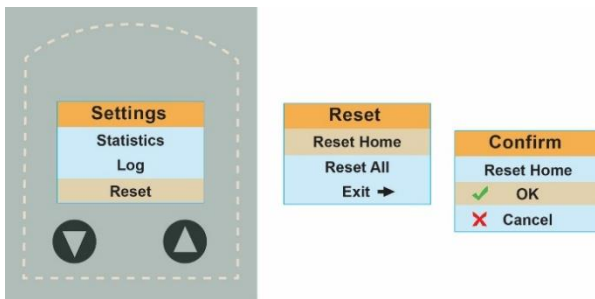 Settings
Statistics
Log
Reset
Reset
Reset Home
Reset All
Exit
Confirm
Reset Home
OK
Cancel